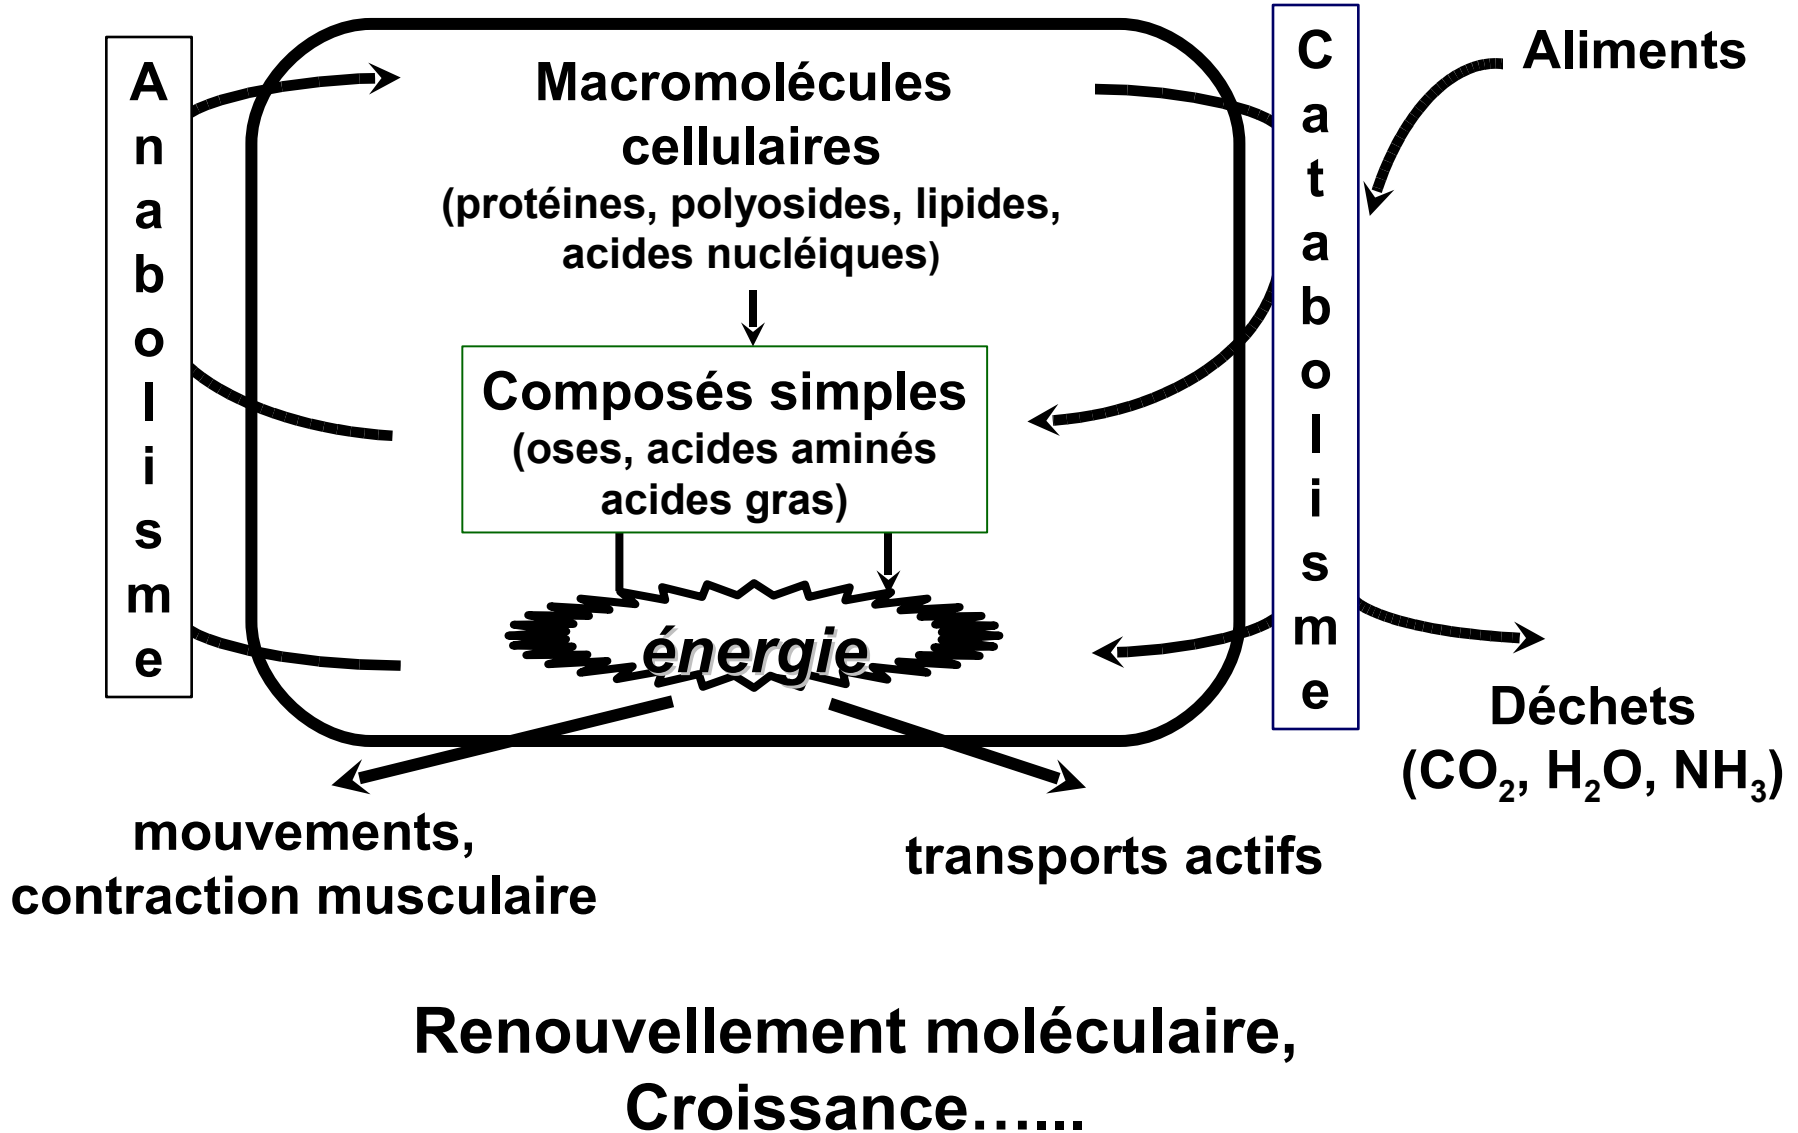 Anabolisme
Macromolécules
cellulaires
(protéines, polyosides, lipides,
acides nucléiques)
Composés simples
(oses, acides aminés
acides gras)
énergie
Catabolisme
Aliments
Déchets
(CO₂, H₂O, NH₃)
mouvements,
contraction musculaire
transports actifs
Renouvellement moléculaire,
Croissance…...